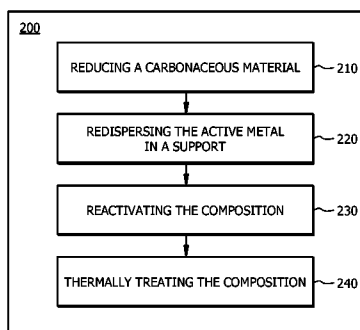 200
REDUCING A CARBONACEOUS MATERIAL
210
REDISPERSING THE ACTIVE METAL
IN A SUPPORT
220
REACTIVATING THE COMPOSITION
230
THERMALLY TREATING THE COMPOSITION
240